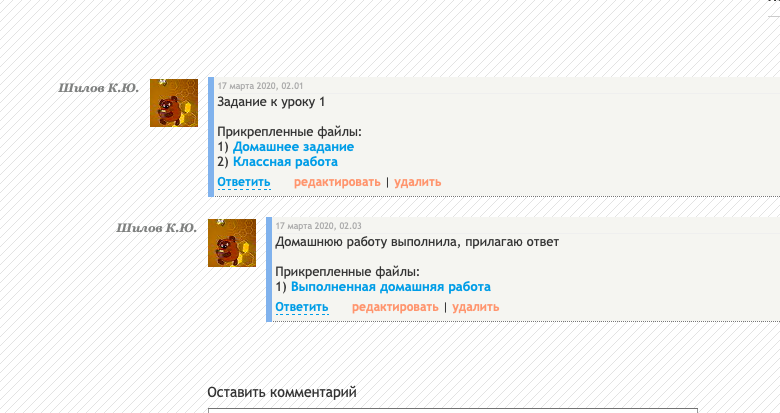 Шилов К.Ю.
17 марта 2020, 02.01
Задание к уроку 1
Прикрепленные файлы:
1) Домашнее задание
2) Классная работа
Ответить редактировать | удалить
Шилов К.Ю.
17 марта 2020, 02.03
Домашнюю работу выполнила, прилагаю ответ
Прикрепленные файлы:
1) Выполненная домашняя работа
Ответить редактировать | удалить
Оставить комментарий